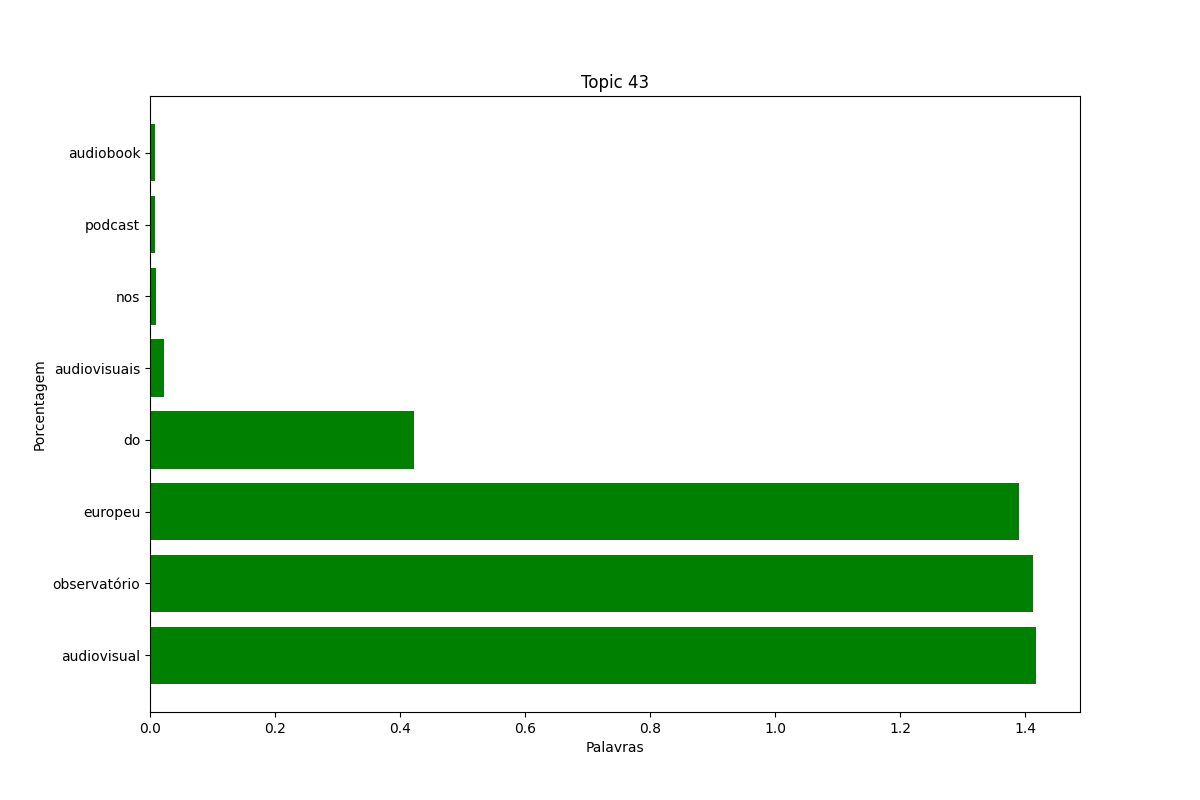 Topic 43
audiobook
podcast
nos
audiovisuais
do
europeu
observatório
audiovisual
Porcentagem
0.0 0.2 0.4 0.6 0.8 1.0 1.2 1.4
Palavras